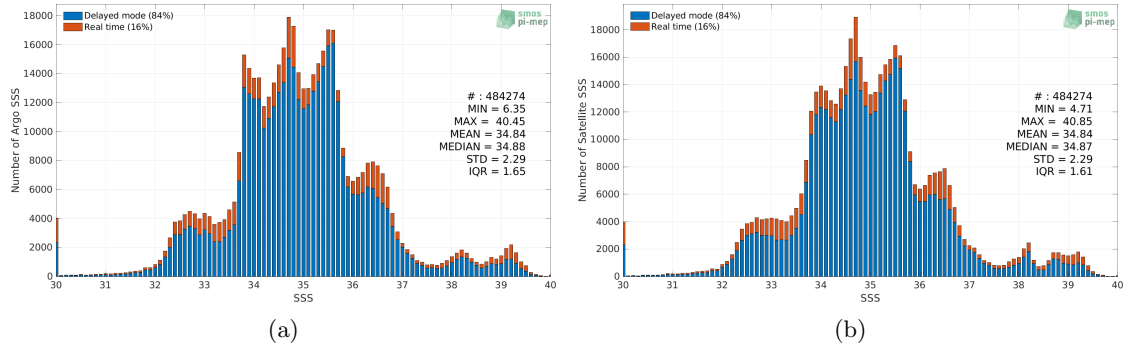 Delayed mode (84%)
Real time (16%)
smos
pi-mep
18000
16000
14000
12000
10000
8000
6000
4000
2000
0
Number of Argo SSS
# : 484274
MIN = 6.35
MAX = 40.45
MEAN = 34.84
MEDIAN = 34.88
STD = 2.29
IQR = 1.65
30 31 32 33 34 35 36 37 38 39 40
SSS
(a)
Delayed mode (84%)
Real time (16%)
smos
pi-mep
18000
16000
14000
12000
10000
8000
6000
4000
2000
0
Number of Satellite SSS
# : 484274
MIN = 4.71
MAX = 40.85
MEAN = 34.84
MEDIAN = 34.87
STD = 2.29
IQR = 1.61
30 31 32 33 34 35 36 37 38 39 40
SSS
(b)